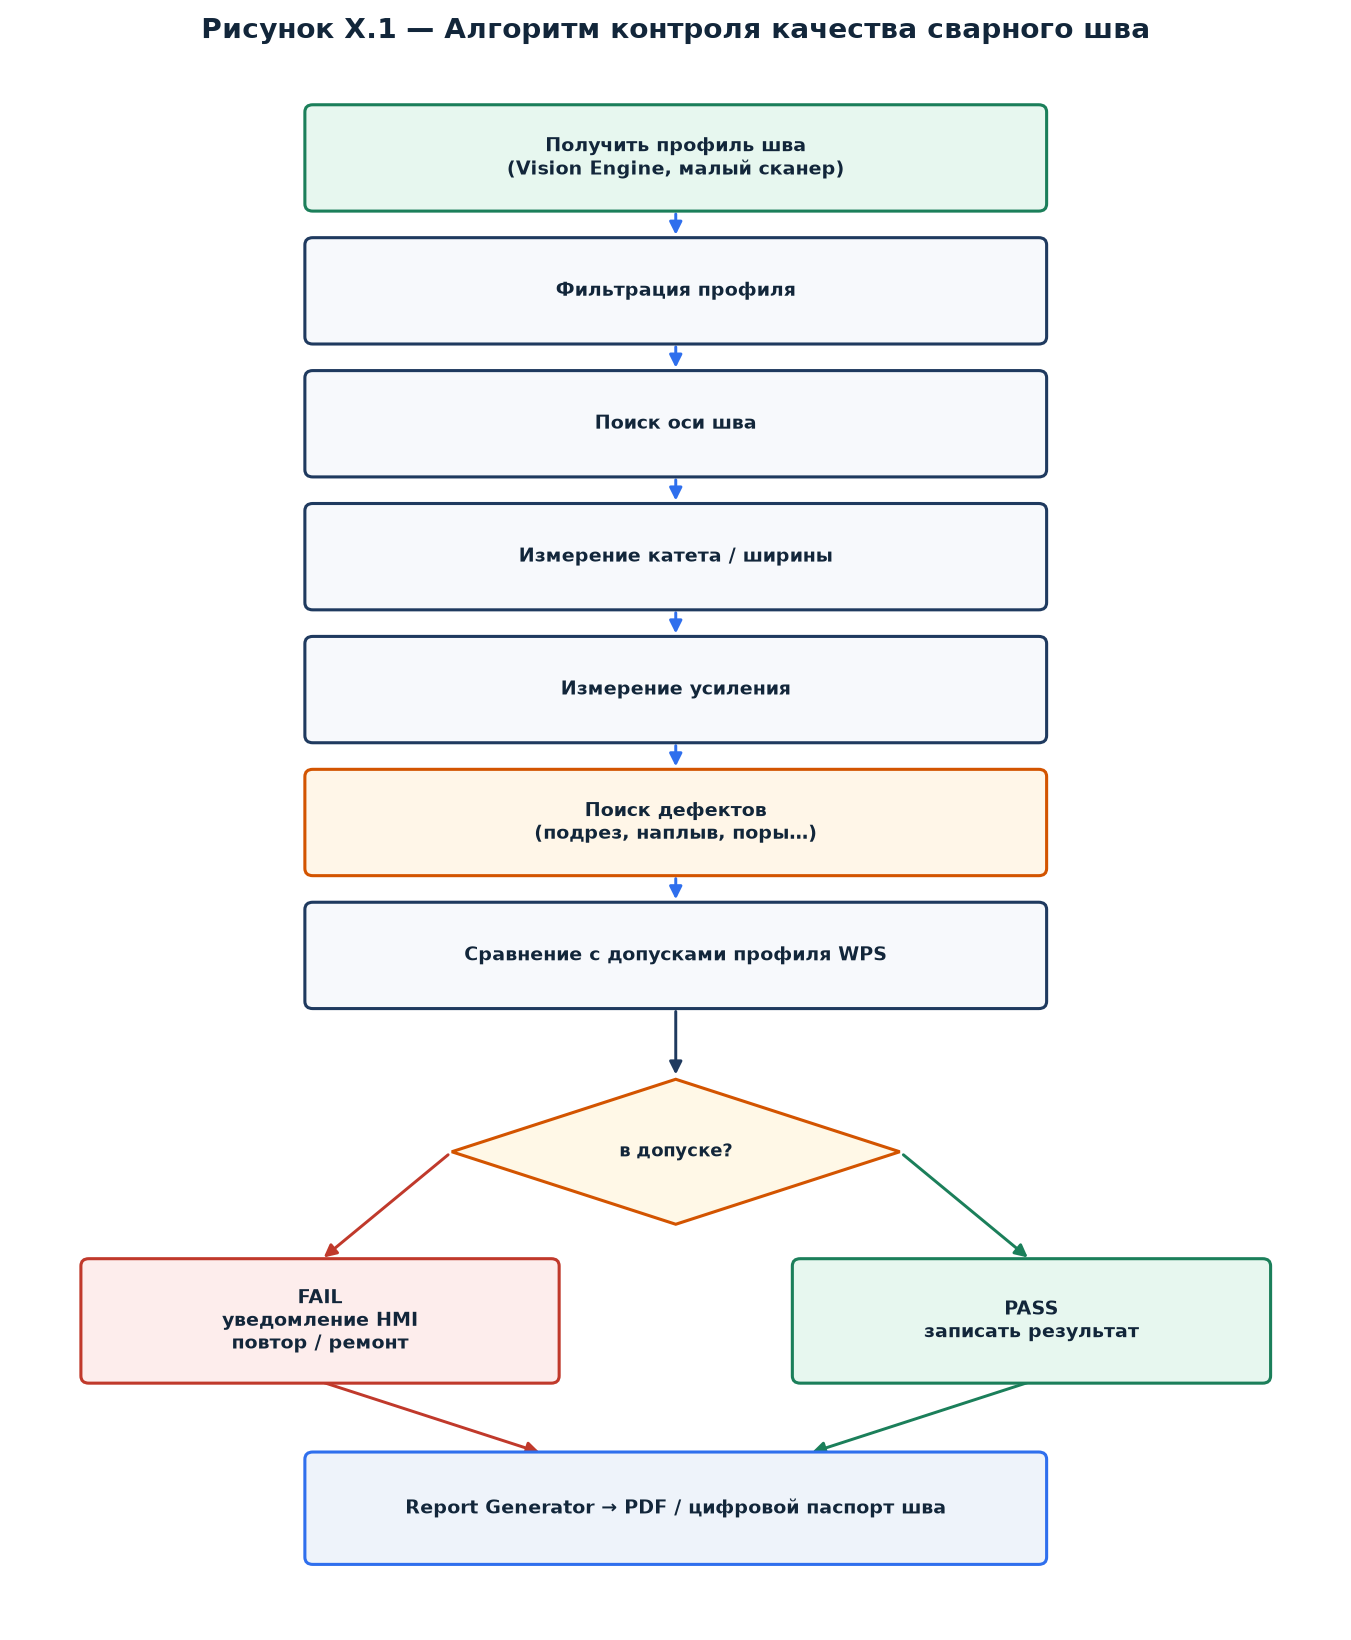 Рисунок X.1 — Алгоритм контроля качества сварного шва
Получить профиль шва
(Vision Engine, малый сканер)
Фильтрация профиля
Поиск оси шва
Измерение катета / ширины
Измерение усиления
Поиск дефектов
(подрез, наплыв, поры…)
Сравнение с допусками профиля WPS
в допуске?
FAIL
уведомление HMI
повтор / ремонт
PASS
записать результат
Report Generator → PDF / цифровой паспорт шва